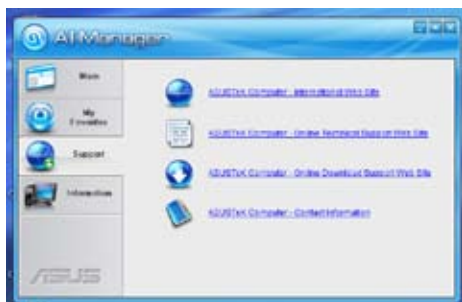 AI Manager
Main
My
Favorites
Support
Information
ASUSTeK Computer - International Web Site
ASUSTeK Computer - Online Technical Support Web Site
ASUSTeK Computer - Online Download Support Web Site
ASUSTeK Computer - Contact Information
ASUS